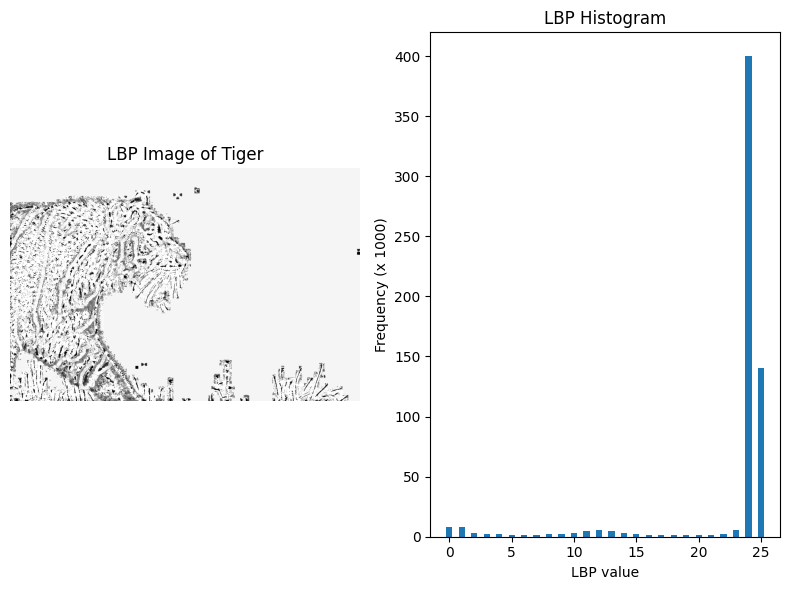 LBP Image of Tiger
LBP Histogram
Frequency (x 1000)
400
350
300
250
200
150
100
50
0
0 5 10 15 20 25
LBP value